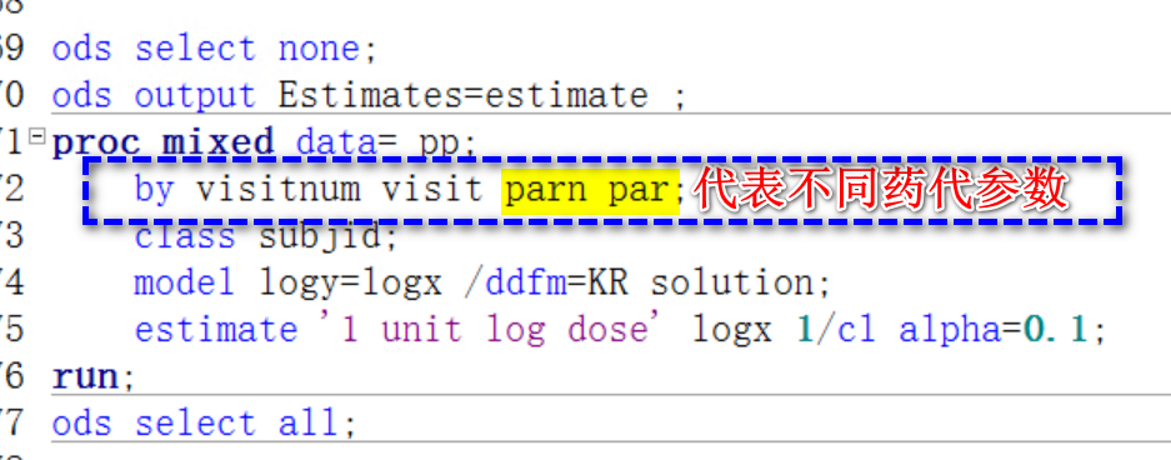 69 ods select none;
70 ods output Estimates=estimate ;
71 proc mixed data= pp;
72 by visitnum visit parn par; 代表不同药代参数
73 class subjid;
74 model logy=logx /ddfm=KR solution;
75 estimate '1 unit log dose' logx 1/cl alpha=0.1;
76 run;
77 ods select all;